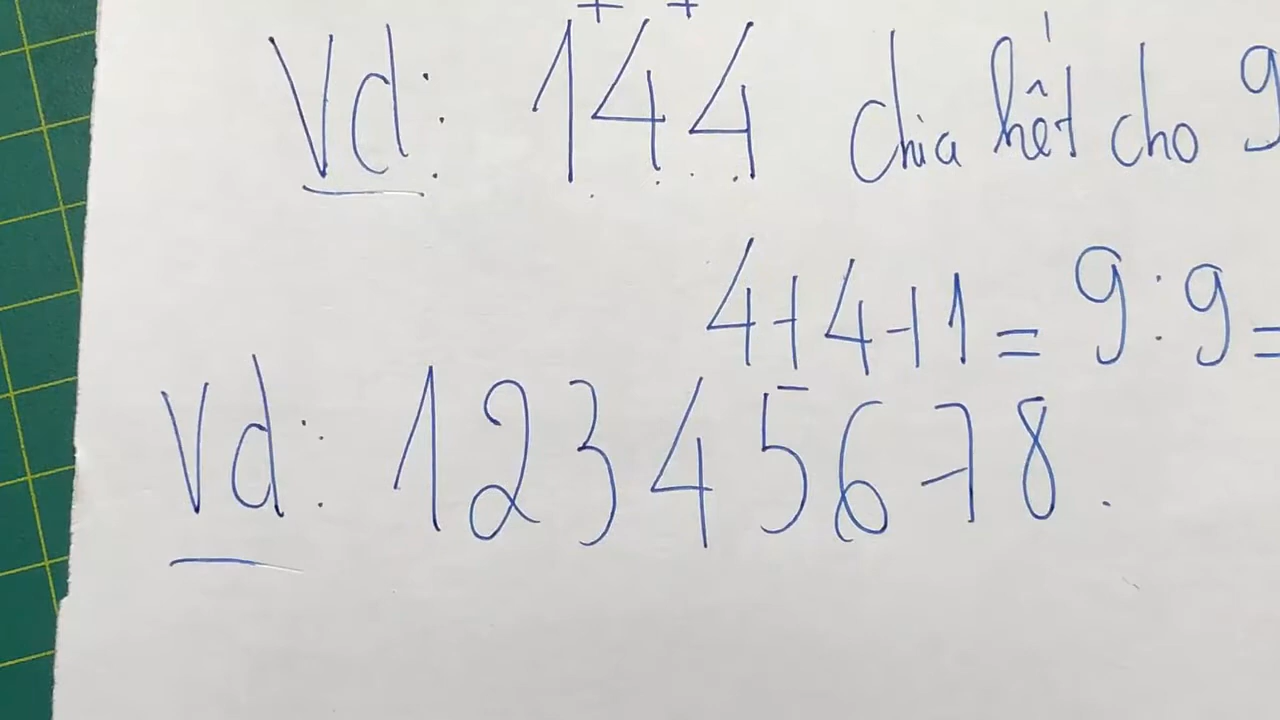 Vd: 144 chia hết cho 9
4+4+1 = 9:9 =
Vd: 12345678.